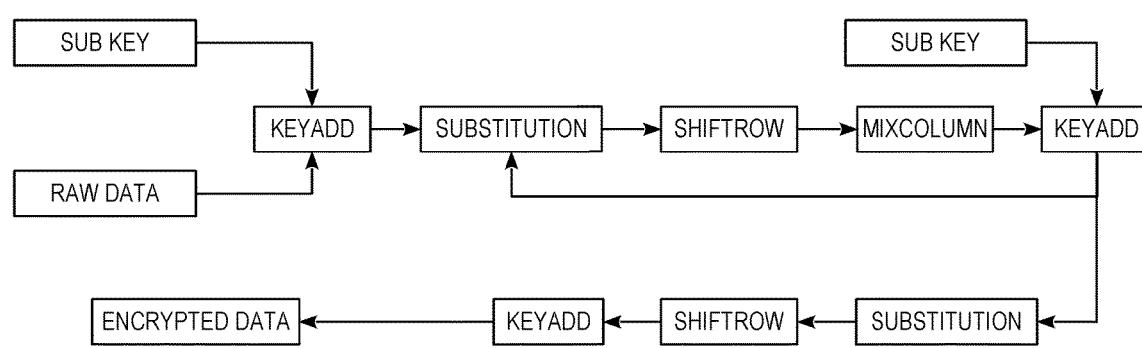 SUB KEY
SUB KEY
KEYADD
SUBSTITUTION
SHIFTROW
MIXCOLUMN
KEYADD
RAW DATA
ENCRYPTED DATA
KEYADD
SHIFTROW
SUBSTITUTION